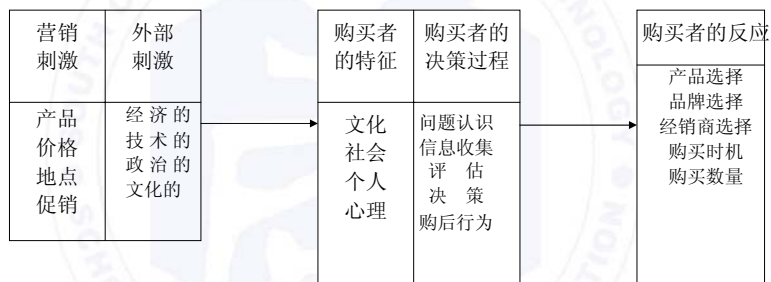 营销
刺激
外部
刺激
产品
价格
地点
促销
经济的
技术的
政治的
文化的
购买者
的特征
购买者的
决策过程
文化
社会
个人
心理
问题认识
信息收集
评 估
决 策
购后行为
购买者的反应
产品选择
品牌选择
经销商选择
购买时机
购买数量